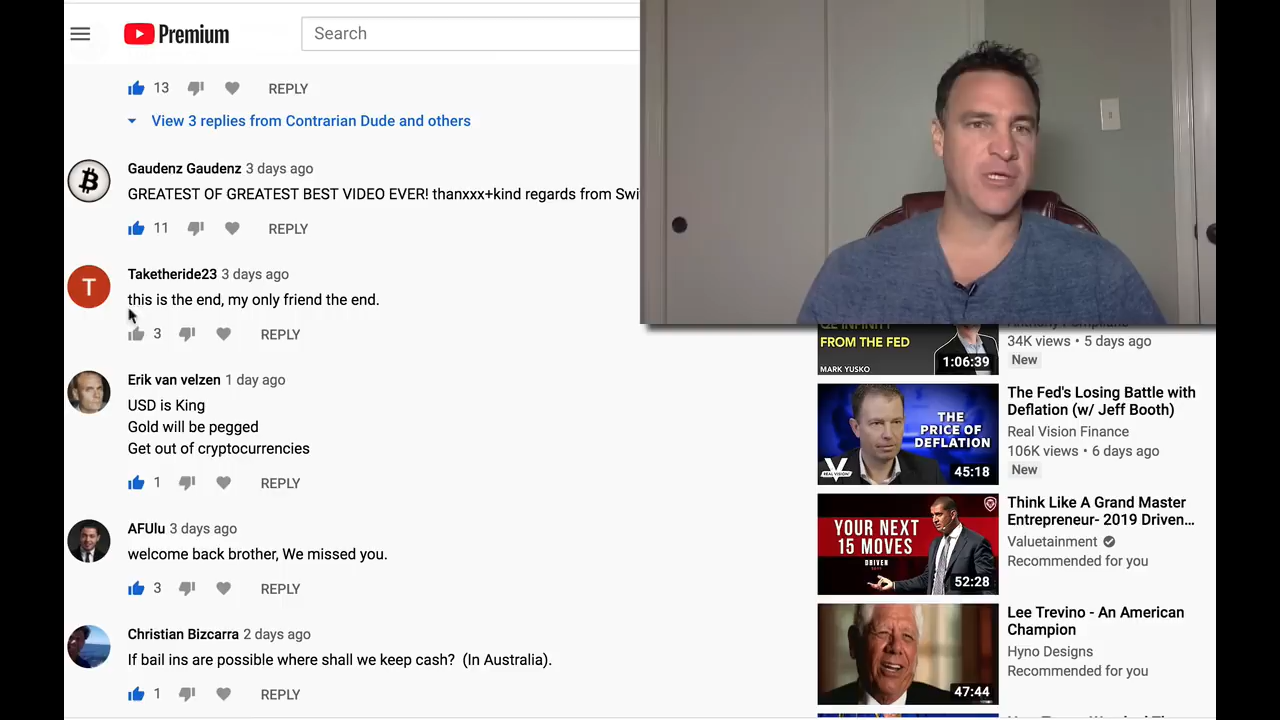 Premium
Search
13
REPLY
View 3 replies from Contrarian Dude and others
Gaudenz Gaudenz 3 days ago
GREATEST OF GREATEST BEST VIDEO EVER! thanxxx+kind regards from Swi
11
REPLY
T
Taketheride23 3 days ago
this is the end, my only friend the end.
3
REPLY
Erik van velzen 1 day ago
USD is King
Gold will be pegged
Get out of cryptocurrencies
1
REPLY
AFUlu 3 days ago
welcome back brother, We missed you.
3
REPLY
Christian Bizcarra 2 days ago
If bail ins are possible where shall we keep cash? (In Australia).
1
REPLY
FROM THE FED
MARK YUSKO
1:06:39
34K views • 5 days ago
New
THE
PRICE OF
DEFLATION
REAL VISION
45:18
The Fed's Losing Battle with
Deflation (w/ Jeff Booth)
Real Vision Finance
106K views • 6 days ago
New
YOUR NEXT
15 MOVES
DRIVEN
52:28
Think Like A Grand Master
Entrepreneur- 2019 Driven...
Valuetainment
Recommended for you
47:44
Lee Trevino - An American
Champion
Hyno Designs
Recommended for you